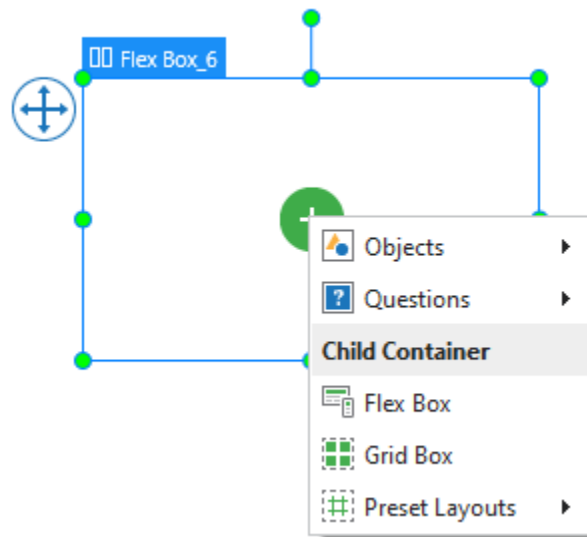 Flex Box_6
Objects
Questions
Child Container
Flex Box
Grid Box
Preset Layouts